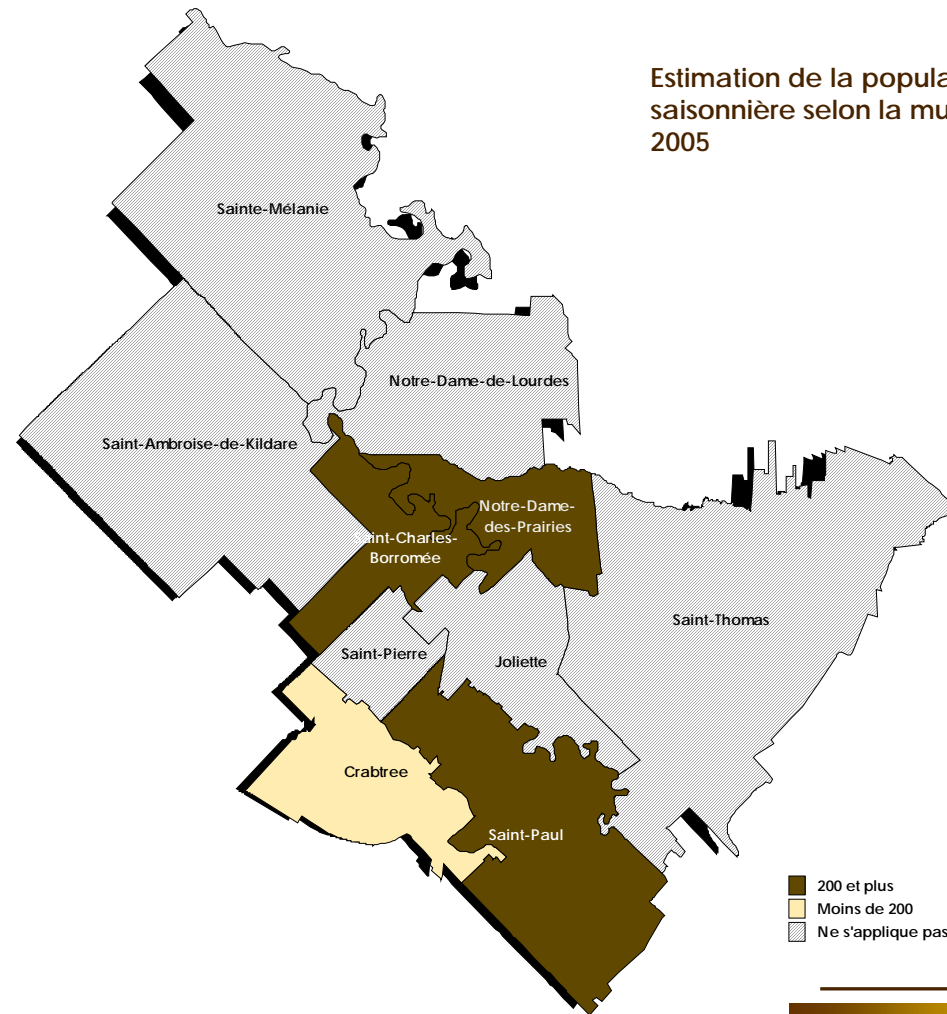 Estimation de la popula
saisonnière selon la mu
2005
Sainte-Mélanie
Notre-Dame-de-Lourdes
Saint-Ambroise-de-Kildare
Notre-Dame-
des-Prairies
Saint-Charles-
Borromée
Saint-Thomas
Saint-Pierre
Joliette
Crabtree
Saint-Paul
200 et plus
Moins de 200
Ne s'applique pas